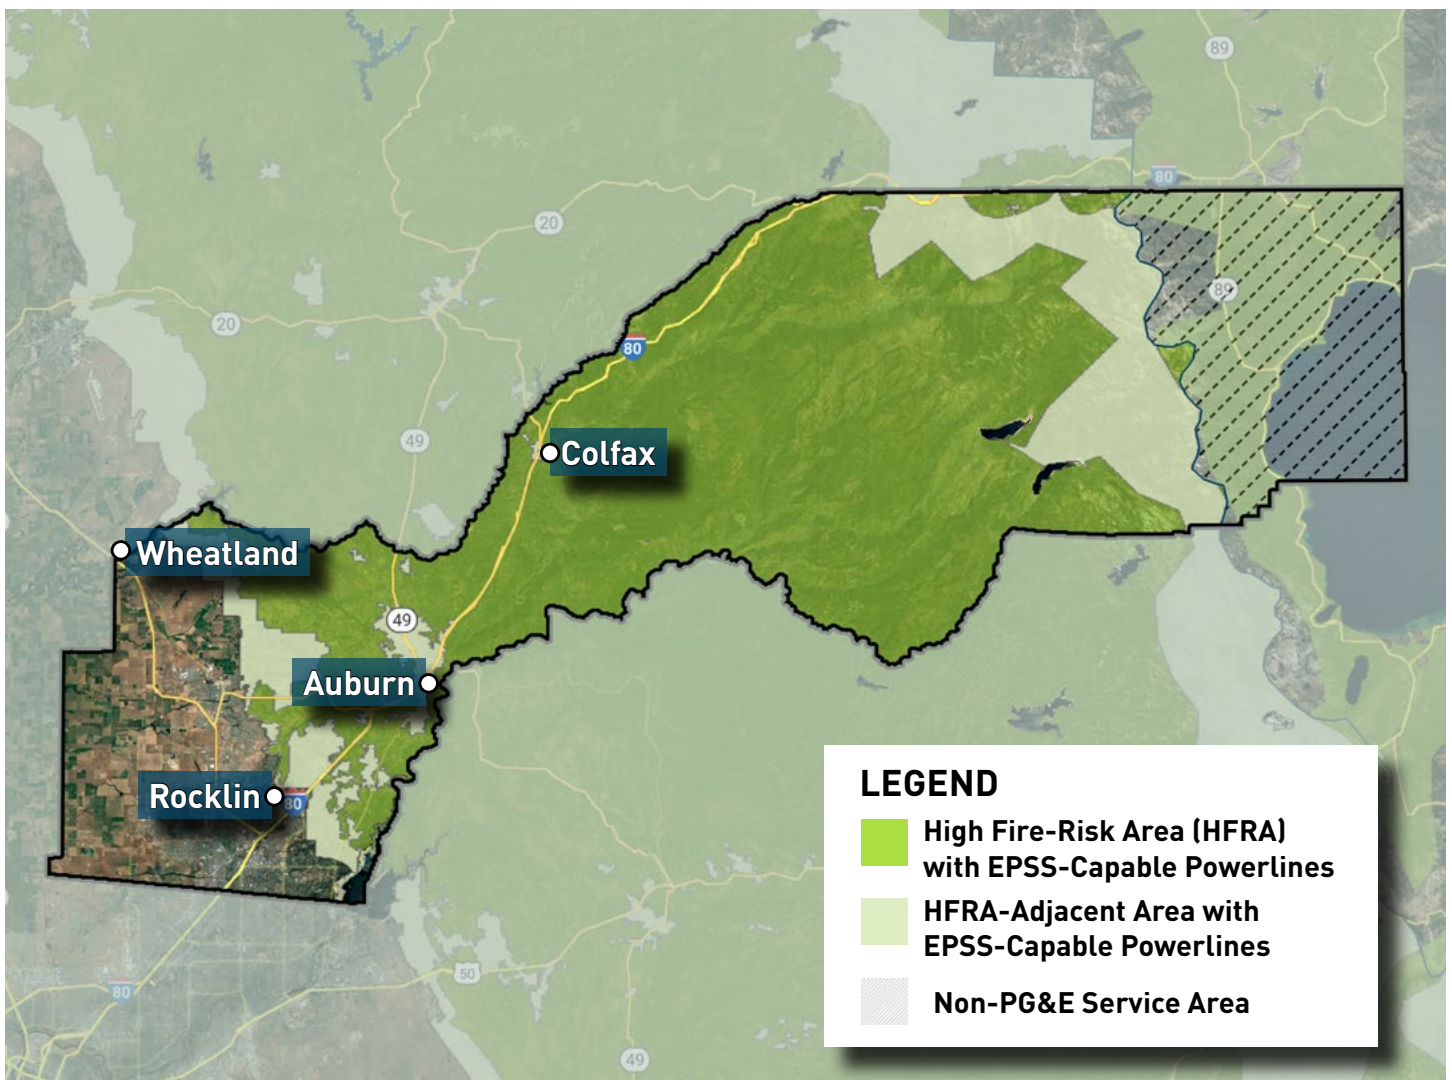 89
80
20
89
20
80
49
Colfax
Wheatland
49
Auburn
Rocklin
80
LEGEND
High Fire-Risk Area (HFRA)
with EPSS-Capable Powerlines
HFRA-Adjacent Area with
EPSS-Capable Powerlines
Non-PG&E Service Area
50
80
49